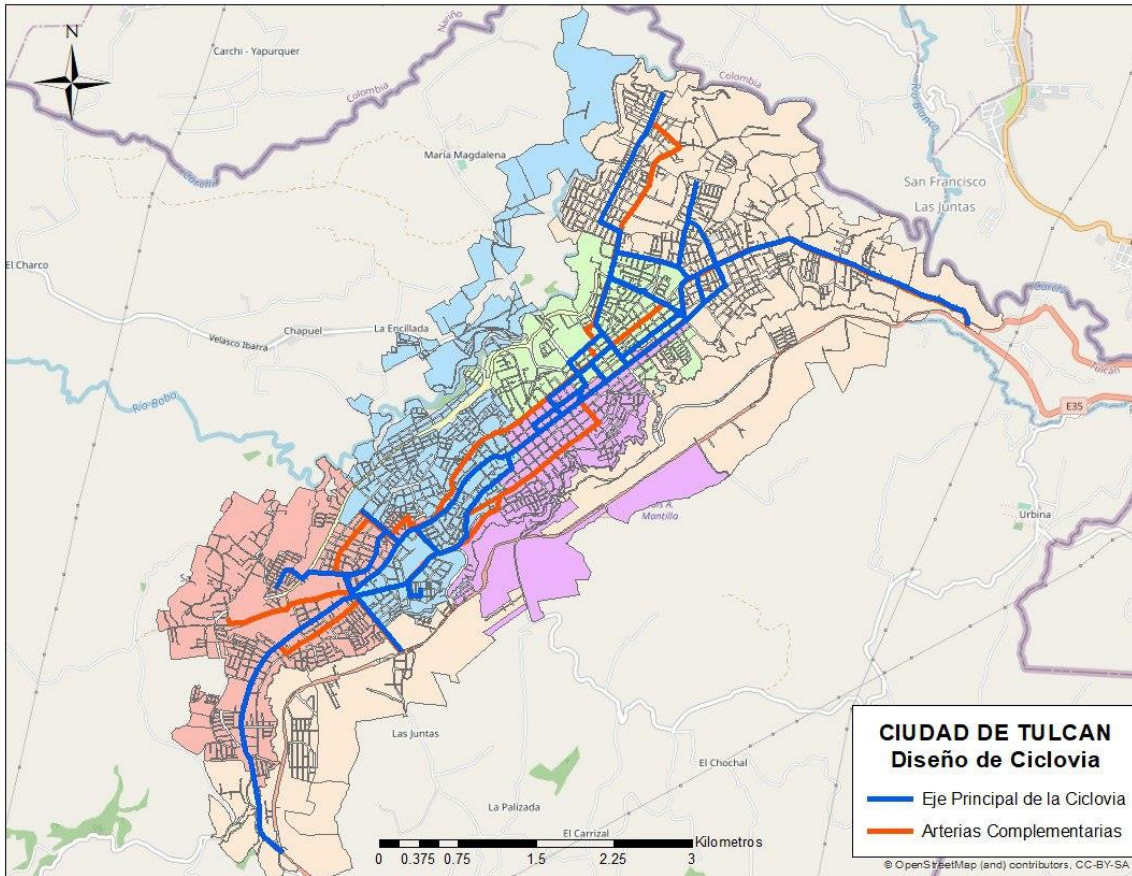 N
Nariño
Carchi - Yapurquer
Colombia
Colombia
Carchi
Río Blanco
María Magdalena
San Francisco
Las Juntas
El Charco
Chapuel
La Encillada
Velasco Ibarra
Carchi
Tulcán
Río Bobo
E35
Mantilla
Urbina
Las Juntas
El Chochal
La Palizada
El Carrizal
CIUDAD DE TULCAN
Diseño de Ciclovia
Eje Principal de la Ciclovia
Arterias Complementarias
Kilometros
0 0.375 0.75 1.5 2.25 3
© OpenStreetMap (and) contributors, CC-BY-SA